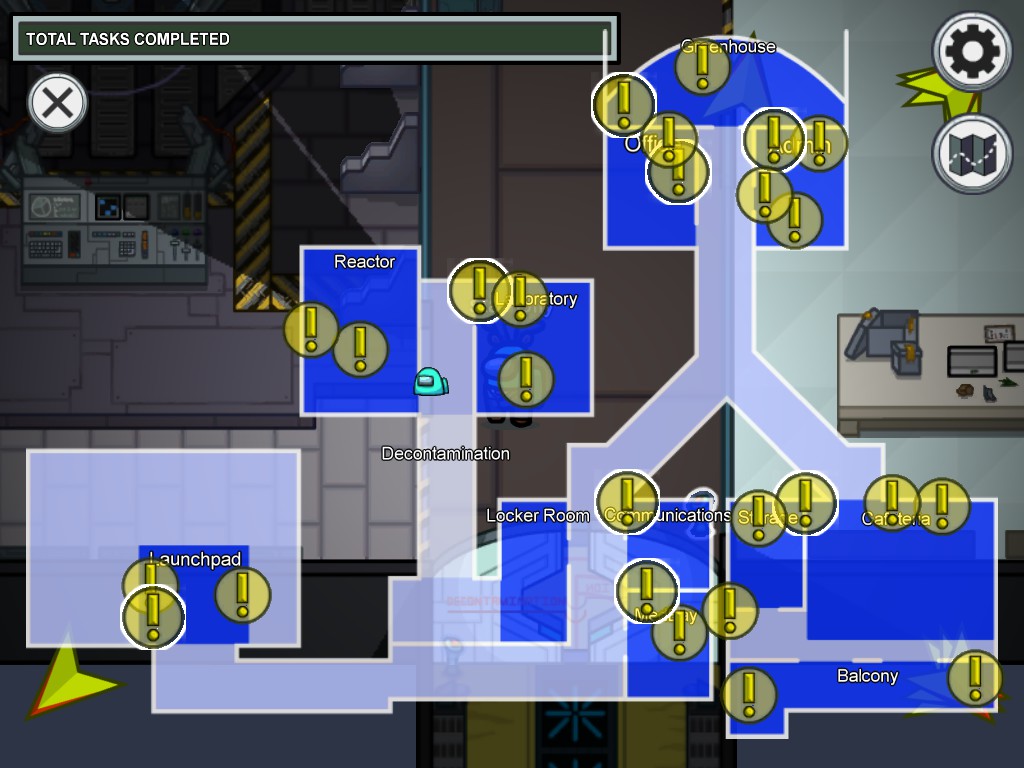 TOTAL TASKS COMPLETED
Greenhouse
Office
Admin
Reactor
Laboratory
Decontamination
Locker Room
Communications
Storage
Cafeteria
Launchpad
MedBay
Balcony